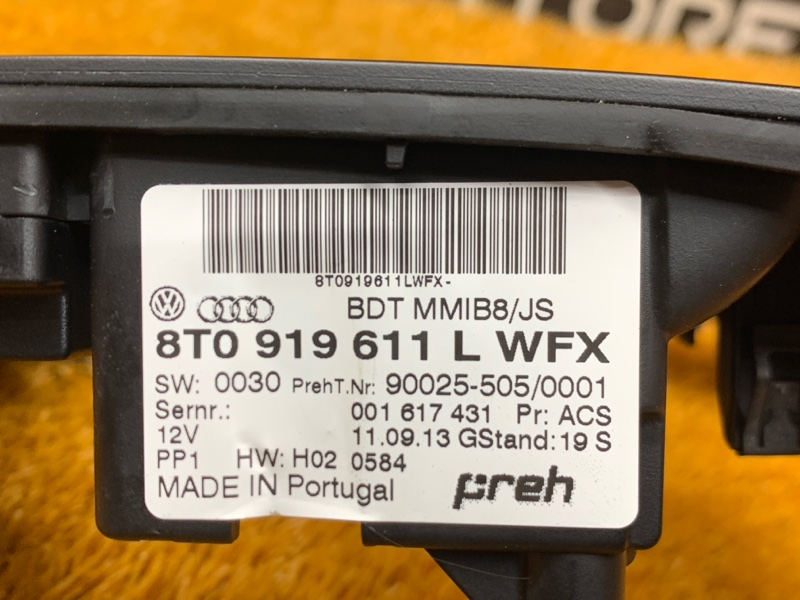 8T0919611LWFX-
BDT MMIB8/JS
8T0 919 611 L WFX
SW: 0030 PrehT.Nr: 90025-505/0001
Sernr.: 001 617 431 Pr: ACS
12V 11.09.13 GStand: 19 S
PP1 HW: H02 0584
MADE IN Portugal preh